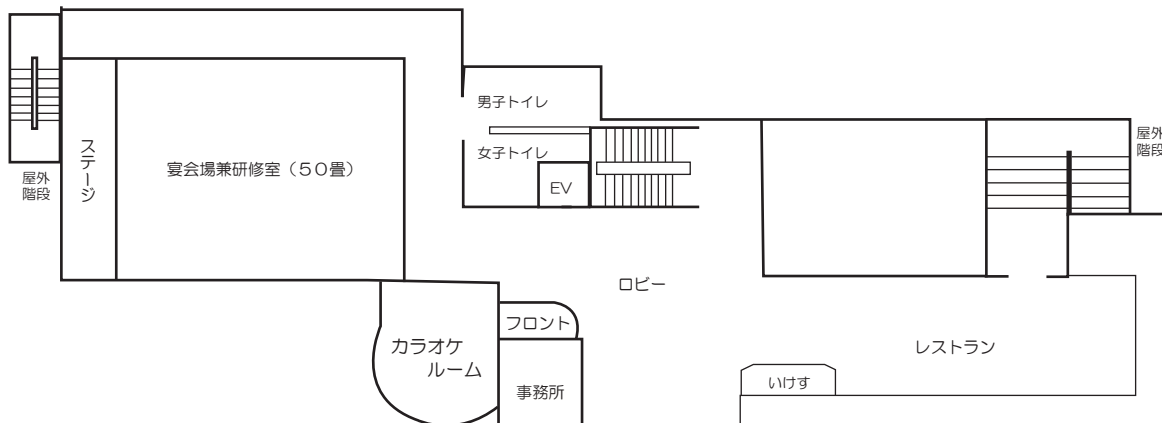 屋外
階段
ステージ
宴会場兼研修室（５０畳）
男子トイレ
女子トイレ
EV
屋外
階段
ロビー
フロント
カラオケ
ルーム
事務所
レストラン
いけす